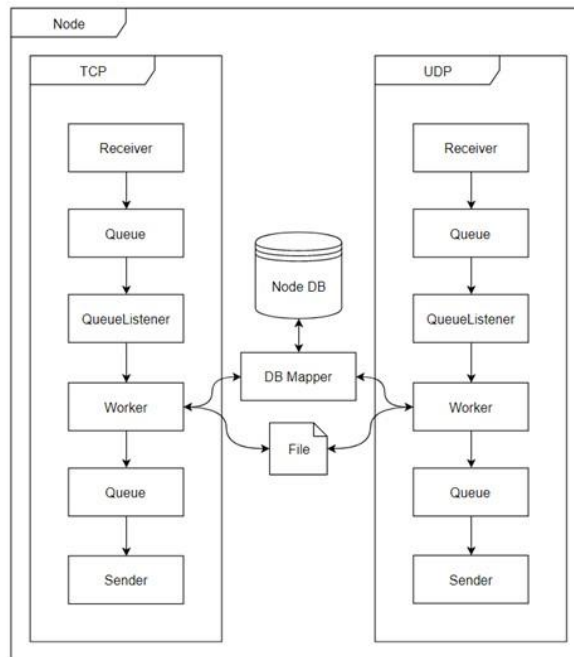 Node
TCP
Receiver
Queue
QueueListener
Worker
Queue
Sender
Node DB
DB Mapper
File
UDP
Receiver
Queue
QueueListener
Worker
Queue
Sender